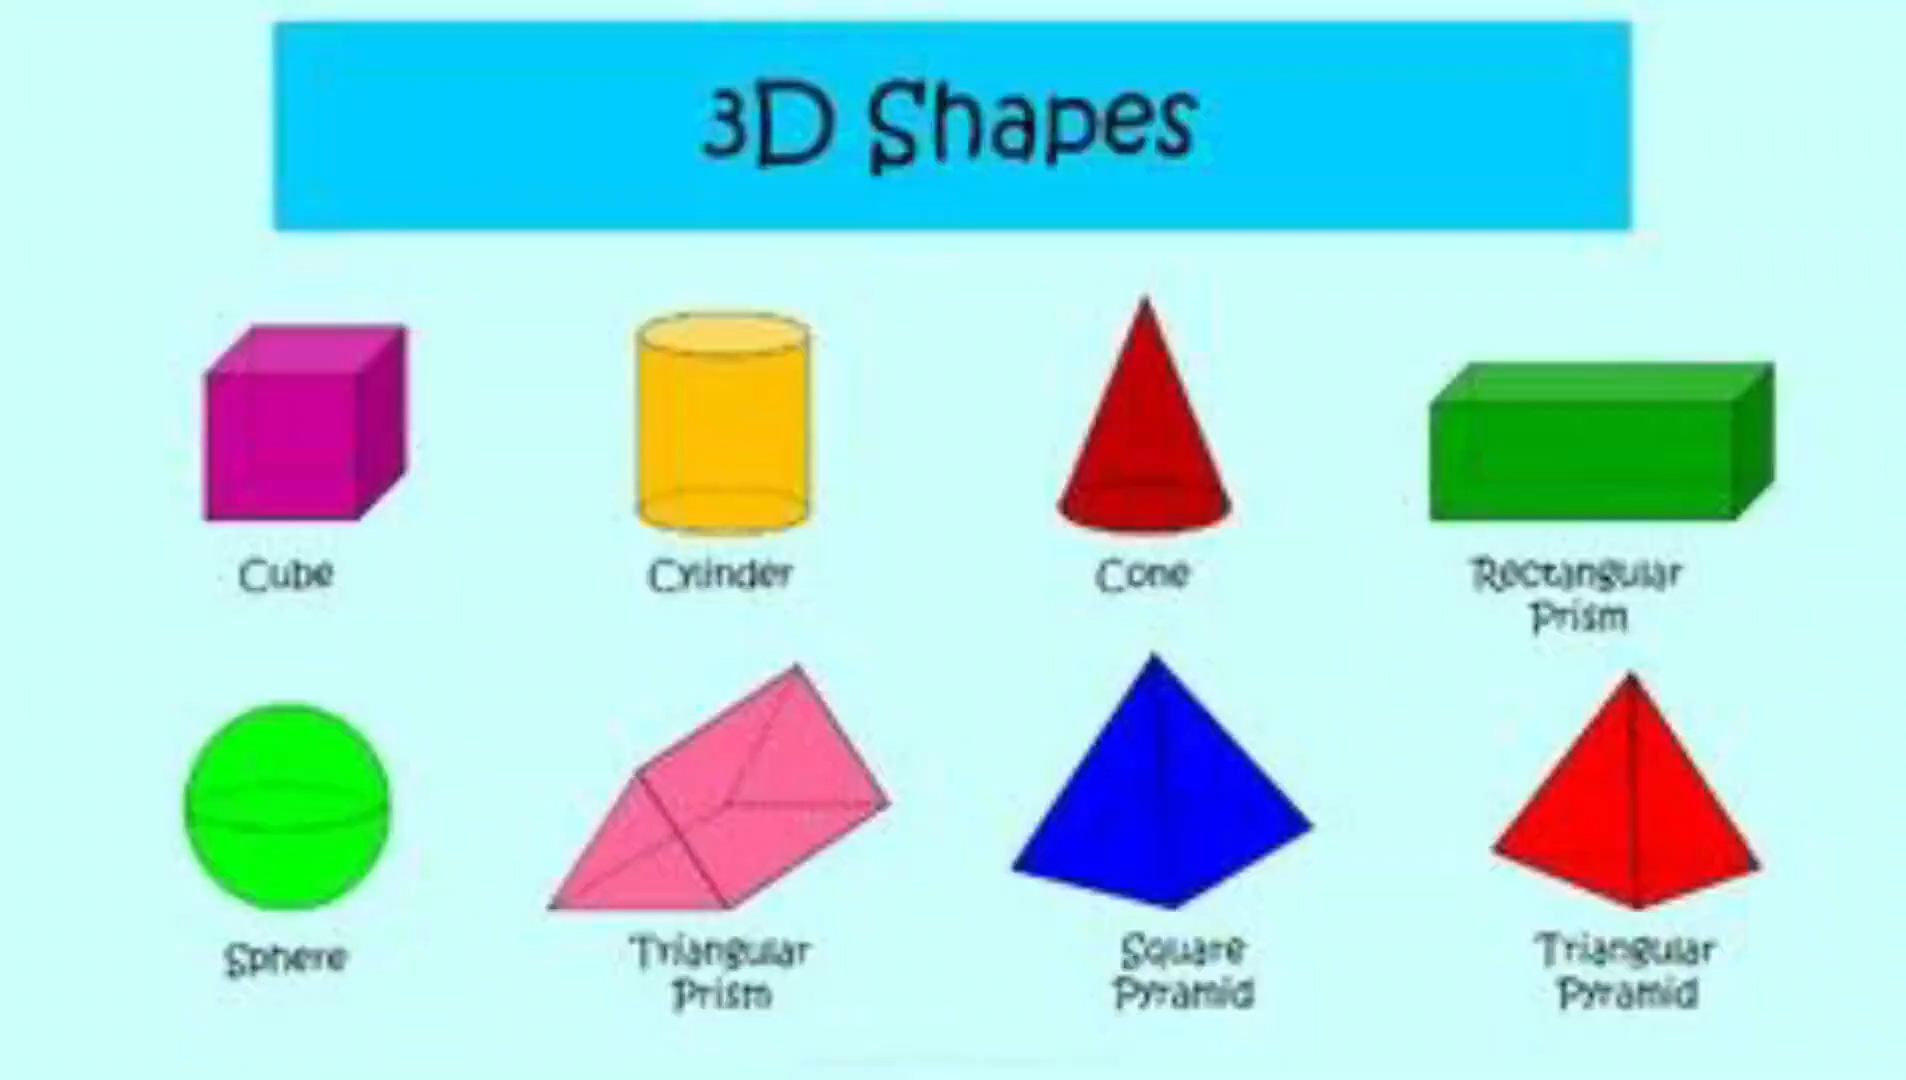 3D Shapes
Cube
Cylinder
Cone
Rectangular
Prism
Sphere
Triangular
Prism
Square
Pyramid
Triangular
Pyramid